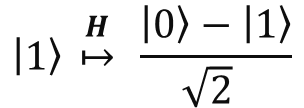 |1⟩ H↦ (|0⟩ − |1⟩)/√2